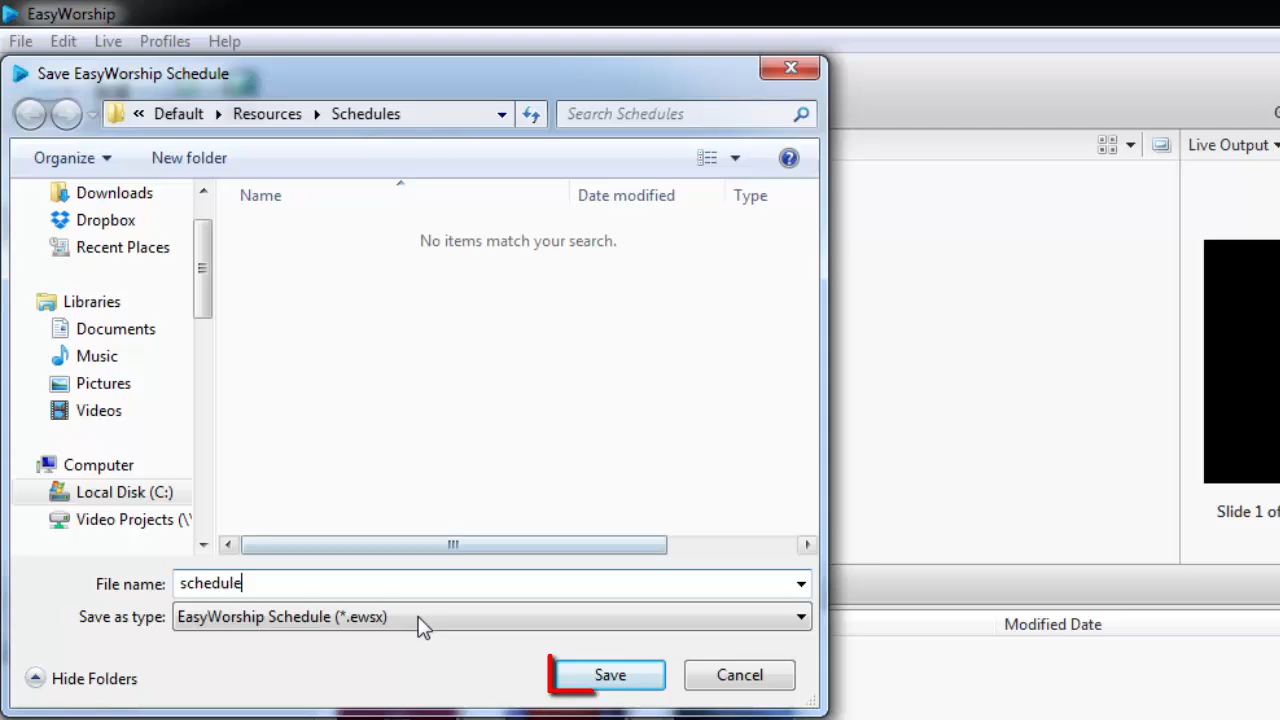 EasyWorship
File Edit Live Profiles Help
Save EasyWorship Schedule
« Default Resources Schedules
Search Schedules
Organize New folder
Live Output
Downloads
Dropbox
Recent Places
Libraries
Documents
Music
Pictures
Videos
Computer
Local Disk (C:)
Video Projects (\\
Name Date modified Type
No items match your search.
Slide 1 of
File name: schedule
Save as type: EasyWorship Schedule (*.ewsx)
Modified Date
Hide Folders
Save Cancel